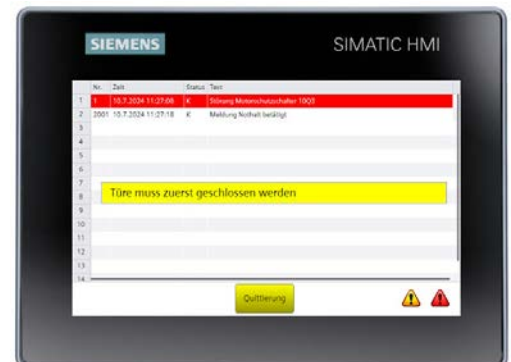 SIEMENS
SIMATIC HMI
Nr. Zeit Status Text
1 1 10.7.2024 11:27:06 K Störung Motorschutzschalter 10Q3
2 2001 10.7.2024 11:27:18 K Meldung Nothalt betätigt
3
4
5
6
7
Türe muss zuerst geschlossen werden
8
9
10
11
12
13
14
Quittierung